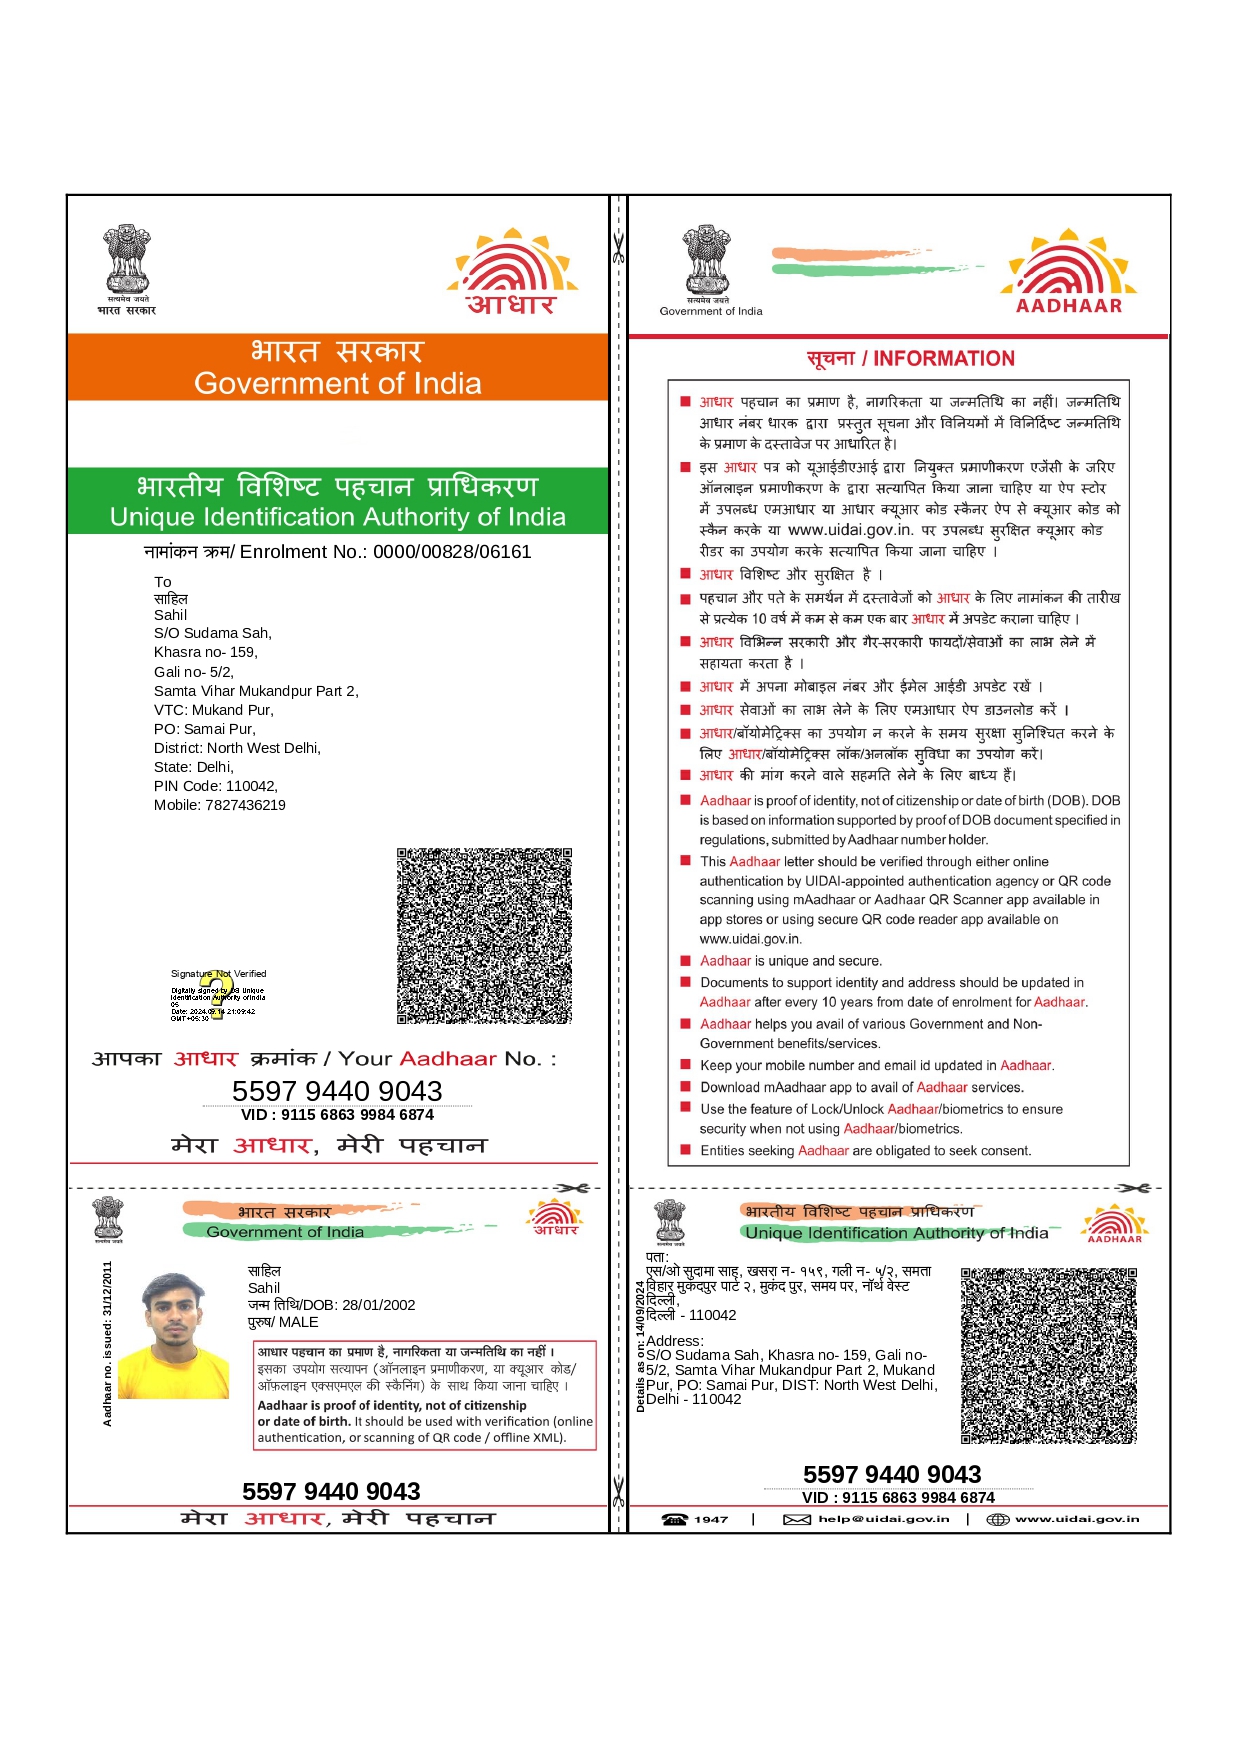 सत्यमेव जयते
भारत सरकार
आधार
भारत सरकार
Government of India
भारतीय विशिष्ट पहचान प्राधिकरण
Unique Identification Authority of India
नामांकन क्रम/ Enrolment No.: 0000/00828/06161
To
साहिल
Sahil
S/O Sudama Sah,
Khasra no- 159,
Gali no- 5/2,
Samta Vihar Mukandpur Part 2,
VTC: Mukand Pur,
PO: Samai Pur,
District: North West Delhi,
State: Delhi,
PIN Code: 110042,
Mobile: 7827436219
Signature Not Verified
Digitally signed by DS Unique
Identification Authority of India
05
Date: 2024.09.14 21:09:42
GMT+05:30
आपका आधार क्रमांक / Your Aadhaar No. :
5597 9440 9043
VID : 9115 6863 9984 6874
मेरा आधार, मेरी पहचान
सत्यमेव जयते
भारत सरकार
Government of India
आधार
Aadhaar no. issued: 31/12/2011
साहिल
Sahil
जन्म तिथि/DOB: 28/01/2002
पुरुष/ MALE
आधार पहचान का प्रमाण है, नागरिकता या जन्मतिथि का नहीं ।
इसका उपयोग सत्यापन (ऑनलाइन प्रमाणीकरण, या क्यूआर कोड/
ऑफ़लाइन एक्सएमएल की स्कैनिंग) के साथ किया जाना चाहिए ।
Aadhaar is proof of identity, not of citizenship
or date of birth. It should be used with verification (online
authentication, or scanning of QR code / offline XML).
5597 9440 9043
मेरा आधार, मेरी पहचान
सत्यमेव जयते
Government of India
AADHAAR
सूचना / INFORMATION
आधार पहचान का प्रमाण है, नागरिकता या जन्मतिथि का नहीं। जन्मतिथि
आधार नंबर धारक द्वारा प्रस्तुत सूचना और विनियमों में विनिर्दिष्ट जन्मतिथि
के प्रमाण के दस्तावेज पर आधारित है।
इस आधार पत्र को यूआईडीएआई द्वारा नियुक्त प्रमाणीकरण एजेंसी के जरिए
ऑनलाइन प्रमाणीकरण के द्वारा सत्यापित किया जाना चाहिए या ऐप स्टोर
में उपलब्ध एमआधार या आधार क्यूआर कोड स्कैनर ऐप से क्यूआर कोड को
स्कैन करके या www.uidai.gov.in. पर उपलब्ध सुरक्षित क्यूआर कोड
रीडर का उपयोग करके सत्यापित किया जाना चाहिए ।
आधार विशिष्ट और सुरक्षित है ।
पहचान और पते के समर्थन में दस्तावेजों को आधार के लिए नामांकन की तारीख
से प्रत्येक 10 वर्ष में कम से कम एक बार आधार में अपडेट कराना चाहिए ।
आधार विभिन्न सरकारी और गैर-सरकारी फायदों/सेवाओं का लाभ लेने में
सहायता करता है ।
आधार में अपना मोबाइल नंबर और ईमेल आईडी अपडेट रखें ।
आधार सेवाओं का लाभ लेने के लिए एमआधार ऐप डाउनलोड करें ।
आधार/बॉयोमेट्रिक्स का उपयोग न करने के समय सुरक्षा सुनिश्चित करने के
लिए आधार/बॉयोमेट्रिक्स लॉक/अनलॉक सुविधा का उपयोग करें।
आधार की मांग करने वाले सहमति लेने के लिए बाध्य हैं।
Aadhaar is proof of identity, not of citizenship or date of birth (DOB). DOB
is based on information supported by proof of DOB document specified in
regulations, submitted by Aadhaar number holder.
This Aadhaar letter should be verified through either online
authentication by UIDAI-appointed authentication agency or QR code
scanning using mAadhaar or Aadhaar QR Scanner app available in
app stores or using secure QR code reader app available on
www.uidai.gov.in.
Aadhaar is unique and secure.
Documents to support identity and address should be updated in
Aadhaar after every 10 years from date of enrolment for Aadhaar.
Aadhaar helps you avail of various Government and Non-
Government benefits/services.
Keep your mobile number and email id updated in Aadhaar.
Download mAadhaar app to avail of Aadhaar services.
Use the feature of Lock/Unlock Aadhaar/biometrics to ensure
security when not using Aadhaar/biometrics.
Entities seeking Aadhaar are obligated to seek consent.
सत्यमेव जयते
भारतीय विशिष्ट पहचान प्राधिकरण
Unique Identification Authority of India
AADHAAR
Details as on: 14/09/2024
पता:
एस/ओ सुदामा साह, खसरा न- १५९, गली न- ५/२, समता
विहार मुकंदपुर पार्ट २, मुकंद पुर, समय पर, नॉर्थ वेस्ट
दिल्ली,
दिल्ली - 110042
Address:
S/O Sudama Sah, Khasra no- 159, Gali no-
5/2, Samta Vihar Mukandpur Part 2, Mukand
Pur, PO: Samai Pur, DIST: North West Delhi,
Delhi - 110042
5597 9440 9043
VID : 9115 6863 9984 6874
1947 | help@uidai.gov.in | www.uidai.gov.in